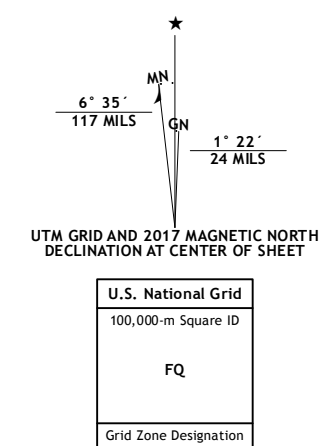 ★
MN
6° 35´
117 MILS
GN
1° 22´
24 MILS
UTM GRID AND 2017 MAGNETIC NORTH
DECLINATION AT CENTER OF SHEET
U.S. National Grid
100,000-m Square ID
FQ
Grid Zone Designation